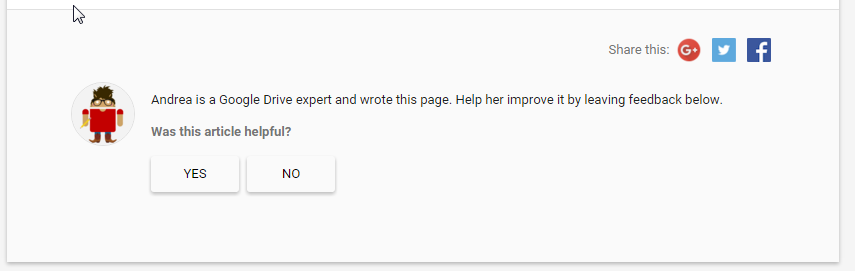 Share this:
Andrea is a Google Drive expert and wrote this page. Help her improve it by leaving feedback below.
Was this article helpful?
YES
NO